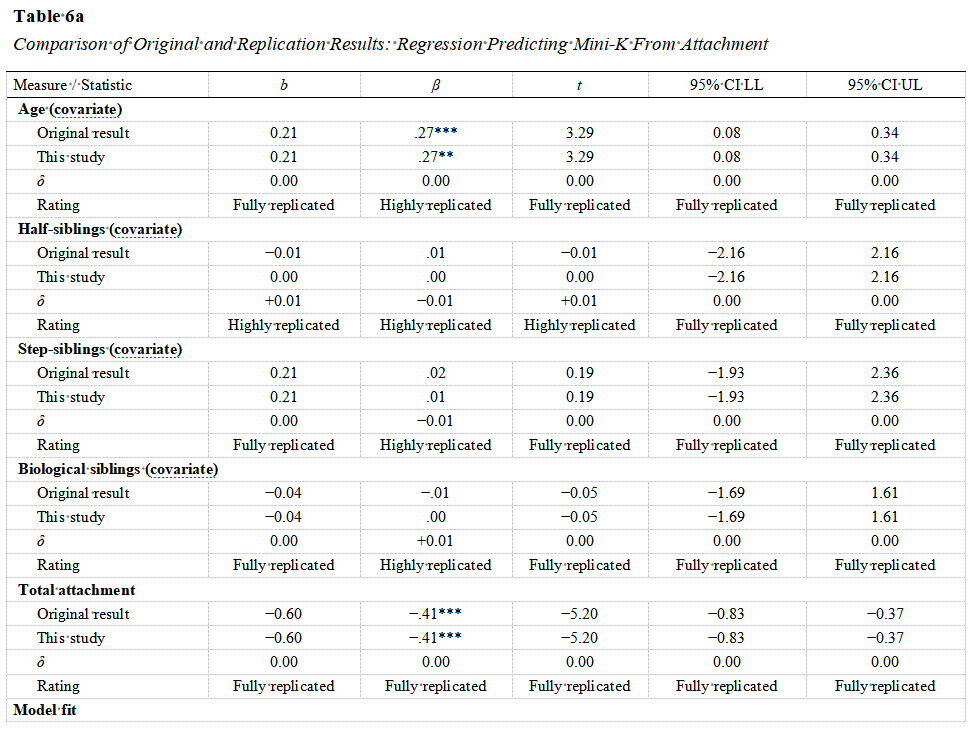 Table 6a
Comparison of Original and Replication Results: Regression Predicting Mini-K From Attachment
Measure / Statistic b β t 95% CI LL 95% CI UL
Age (covariate)
Original result 0.21 .27*** 3.29 0.08 0.34
This study 0.21 .27** 3.29 0.08 0.34
δ 0.00 0.00 0.00 0.00 0.00
Rating Fully replicated Highly replicated Fully replicated Fully replicated Fully replicated
Half-siblings (covariate)
Original result −0.01 .01 −0.01 −2.16 2.16
This study 0.00 .00 0.00 −2.16 2.16
δ +0.01 −0.01 +0.01 0.00 0.00
Rating Highly replicated Highly replicated Highly replicated Fully replicated Fully replicated
Step-siblings (covariate)
Original result 0.21 .02 0.19 −1.93 2.36
This study 0.21 .01 0.19 −1.93 2.36
δ 0.00 −0.01 0.00 0.00 0.00
Rating Fully replicated Highly replicated Fully replicated Fully replicated Fully replicated
Biological siblings (covariate)
Original result −0.04 −.01 −0.05 −1.69 1.61
This study −0.04 .00 −0.05 −1.69 1.61
δ 0.00 +0.01 0.00 0.00 0.00
Rating Fully replicated Highly replicated Fully replicated Fully replicated Fully replicated
Total attachment
Original result −0.60 −.41*** −5.20 −0.83 −0.37
This study −0.60 −.41*** −5.20 −0.83 −0.37
δ 0.00 0.00 0.00 0.00 0.00
Rating Fully replicated Fully replicated Fully replicated Fully replicated Fully replicated
Model fit